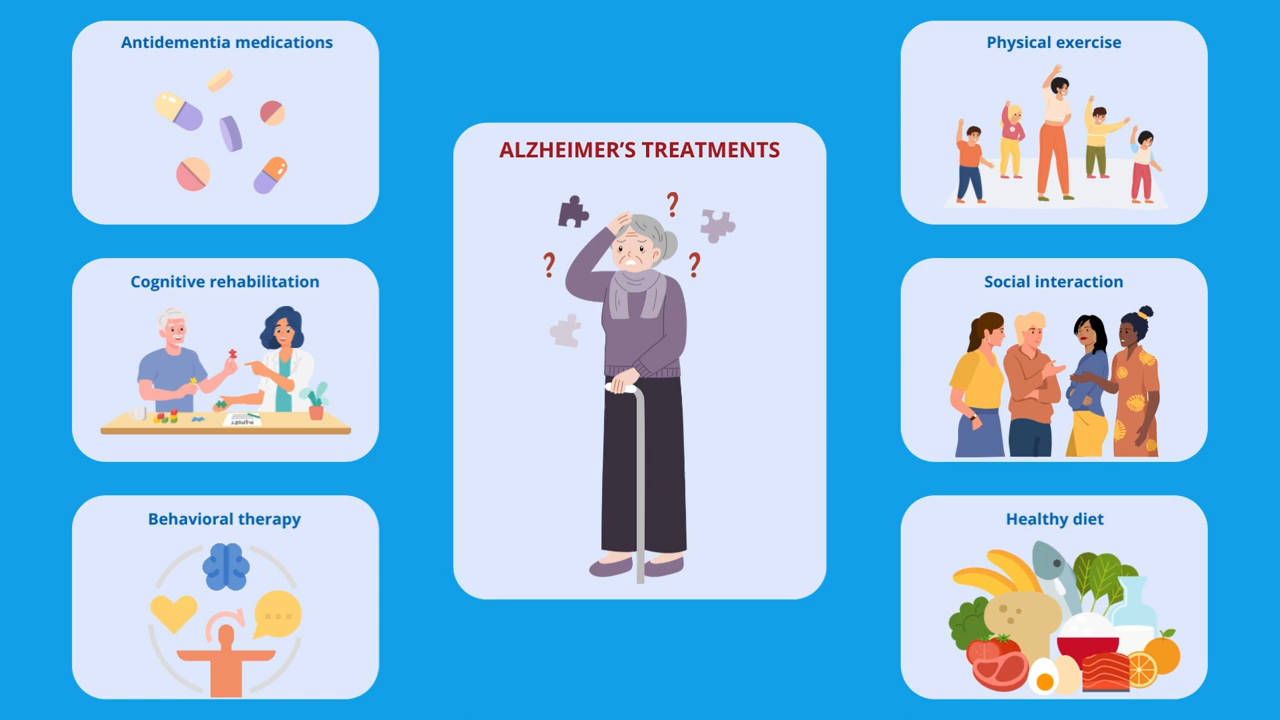 Antidementia medications
Cognitive rehabilitation
Behavioral therapy
ALZHEIMER’S TREATMENTS
?
?
?
Physical exercise
Social interaction
Healthy diet